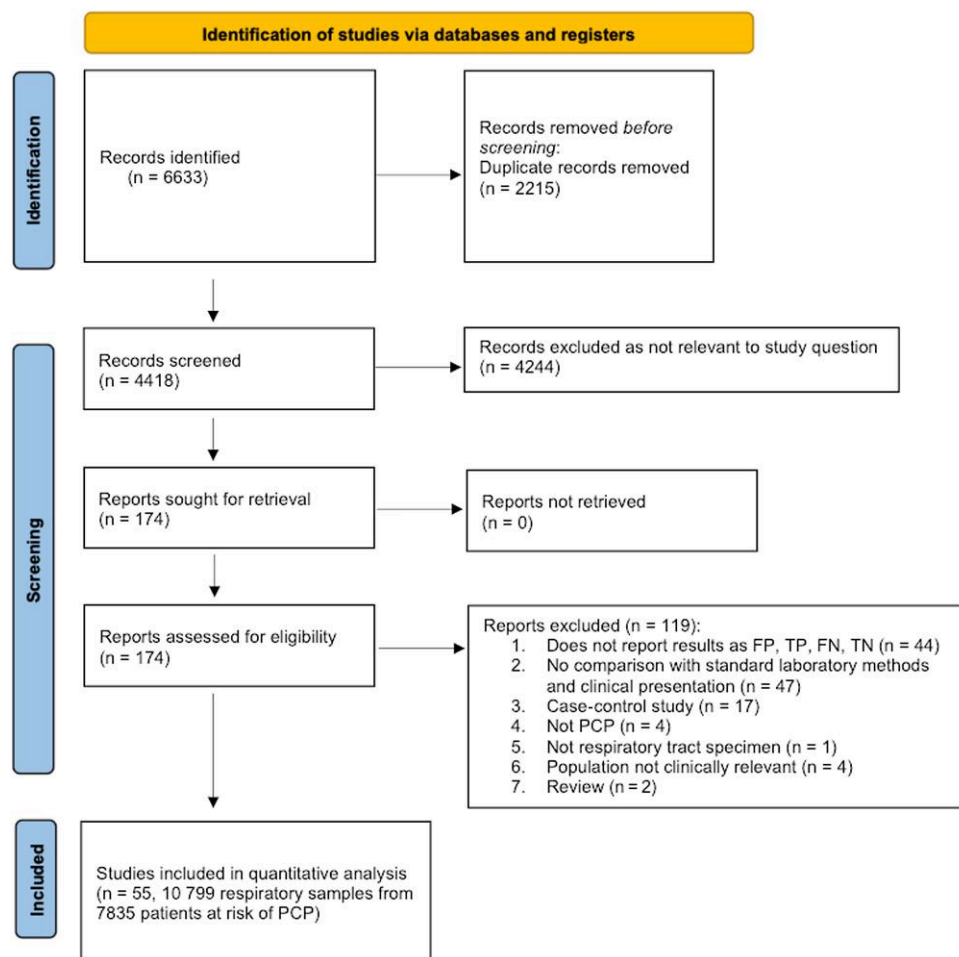 Identification of studies via databases and registers
Identification
Records identified
(n = 6633)
Records removed before
screening:
Duplicate records removed
(n = 2215)
Screening
Records screened
(n = 4418)
Records excluded as not relevant to study question
(n = 4244)
Reports sought for retrieval
(n = 174)
Reports not retrieved
(n = 0)
Reports assessed for eligibility
(n = 174)
Reports excluded (n = 119):
1. Does not report results as FP, TP, FN, TN (n = 44)
2. No comparison with standard laboratory methods
and clinical presentation (n = 47)
3. Case-control study (n = 17)
4. Not PCP (n = 4)
5. Not respiratory tract specimen (n = 1)
6. Population not clinically relevant (n = 4)
7. Review (n = 2)
Included
Studies included in quantitative analysis
(n = 55, 10 799 respiratory samples from
7835 patients at risk of PCP)